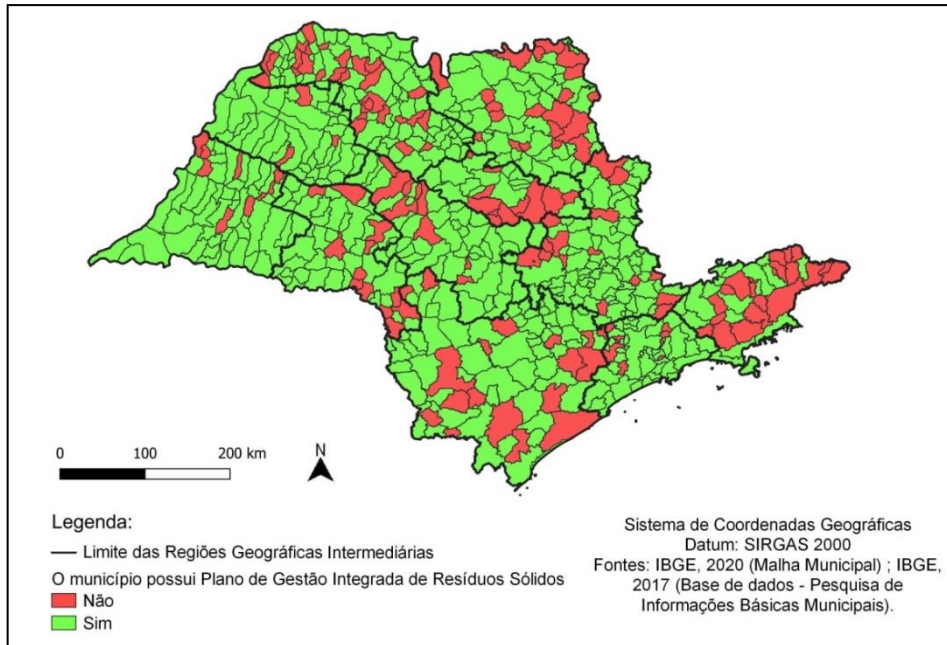 0 100 200 km
N
Legenda:
Limite das Regiões Geográficas Intermediárias
O município possui Plano de Gestão Integrada de Resíduos Sólidos
Não
Sim
Sistema de Coordenadas Geográficas
Datum: SIRGAS 2000
Fontes: IBGE, 2020 (Malha Municipal) ; IBGE,
2017 (Base de dados - Pesquisa de
Informações Básicas Municipais).